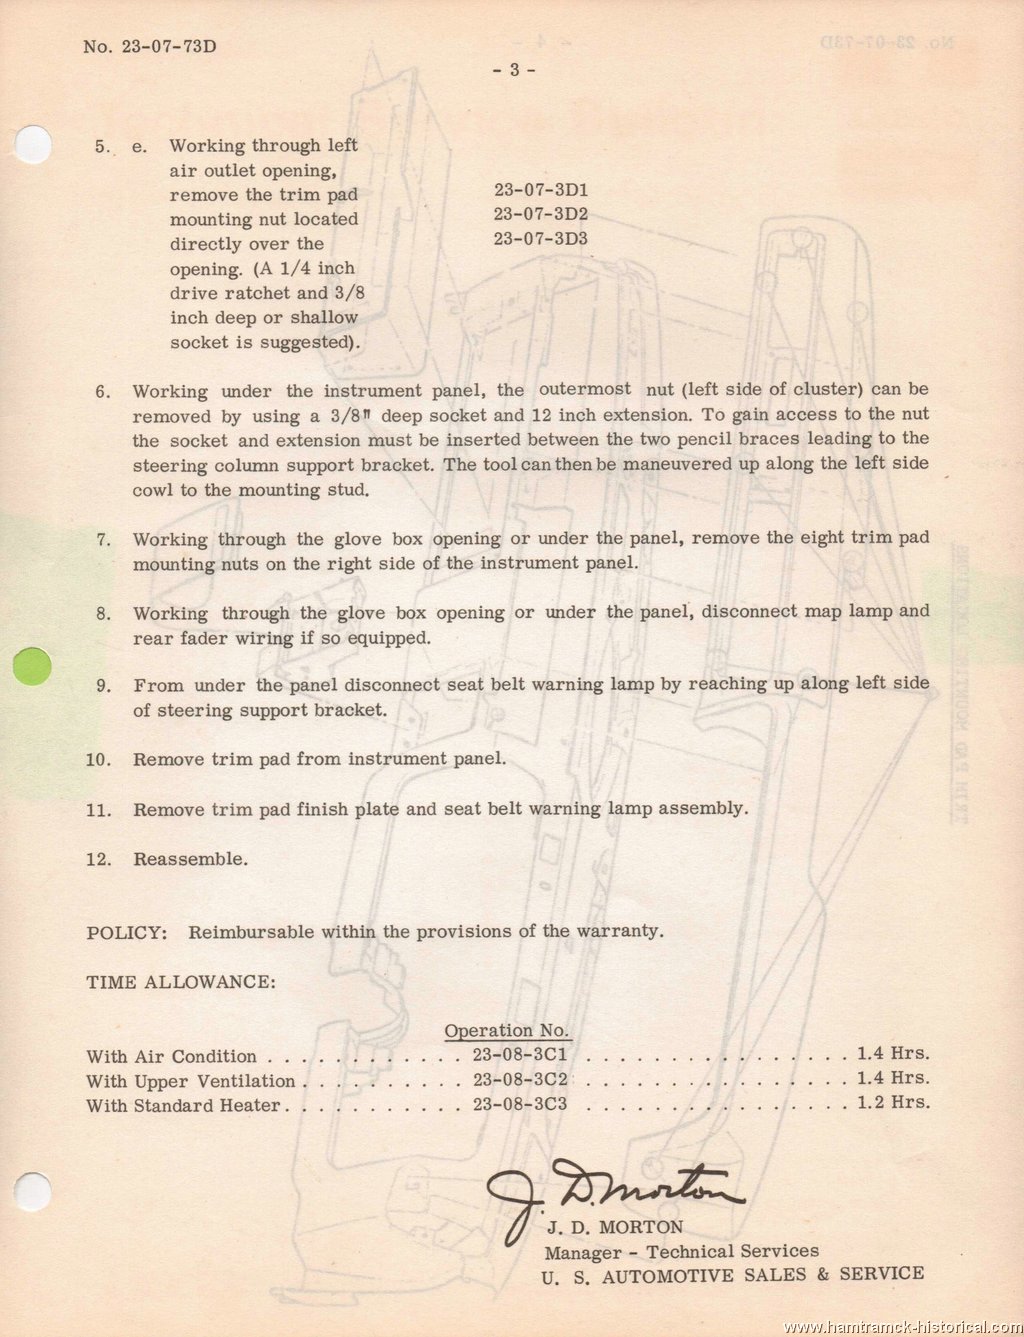 No. 23-07-73D
- 3 -
5. e. Working through left
air outlet opening,
remove the trim pad
mounting nut located
directly over the
opening. (A 1/4 inch
drive ratchet and 3/8
inch deep or shallow
socket is suggested).
23-07-3D1
23-07-3D2
23-07-3D3
6. Working under the instrument panel, the outermost nut (left side of cluster) can be
removed by using a 3/8" deep socket and 12 inch extension. To gain access to the nut
the socket and extension must be inserted between the two pencil braces leading to the
steering column support bracket. The tool can then be maneuvered up along the left side
cowl to the mounting stud.
7. Working through the glove box opening or under the panel, remove the eight trim pad
mounting nuts on the right side of the instrument panel.
8. Working through the glove box opening or under the panel, disconnect map lamp and
rear fader wiring if so equipped.
9. From under the panel disconnect seat belt warning lamp by reaching up along left side
of steering support bracket.
10. Remove trim pad from instrument panel.
11. Remove trim pad finish plate and seat belt warning lamp assembly.
12. Reassemble.
POLICY: Reimbursable within the provisions of the warranty.
TIME ALLOWANCE:
Operation No.
With Air Condition . . . . . . . . . . . . 23-08-3C1 . . . . . . . . . . . . . . . . . 1.4 Hrs.
With Upper Ventilation . . . . . . . . . . 23-08-3C2 . . . . . . . . . . . . . . . . . 1.4 Hrs.
With Standard Heater. . . . . . . . . . . 23-08-3C3 . . . . . . . . . . . . . . . . . 1.2 Hrs.
J. D. Morton
J. D. MORTON
Manager - Technical Services
U. S. AUTOMOTIVE SALES & SERVICE
www.hamtramck-historical.com